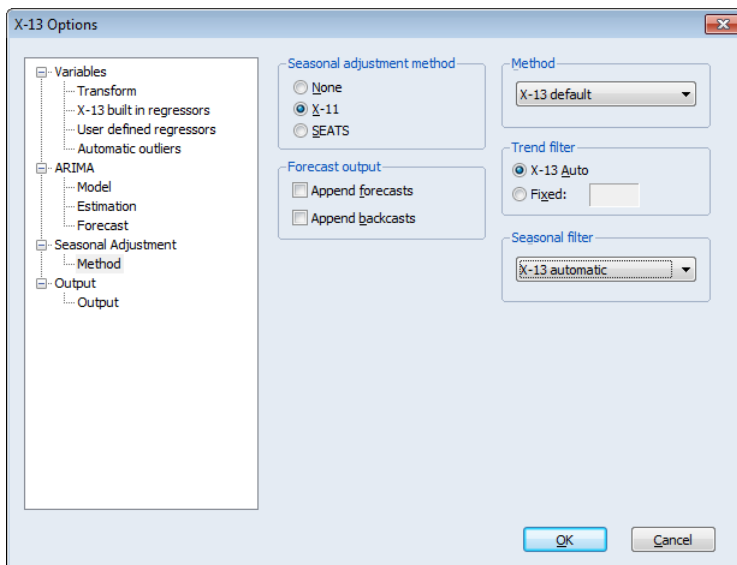 X-13 Options
Variables
Transform
X-13 built in regressors
User defined regressors
Automatic outliers
ARIMA
Model
Estimation
Forecast
Seasonal Adjustment
Method
Output
Output
Seasonal adjustment method
None
X-11
SEATS
Forecast output
Append forecasts
Append backcasts
Method
X-13 default
Trend filter
X-13 Auto
Fixed:
Seasonal filter
X-13 automatic
OK
Cancel